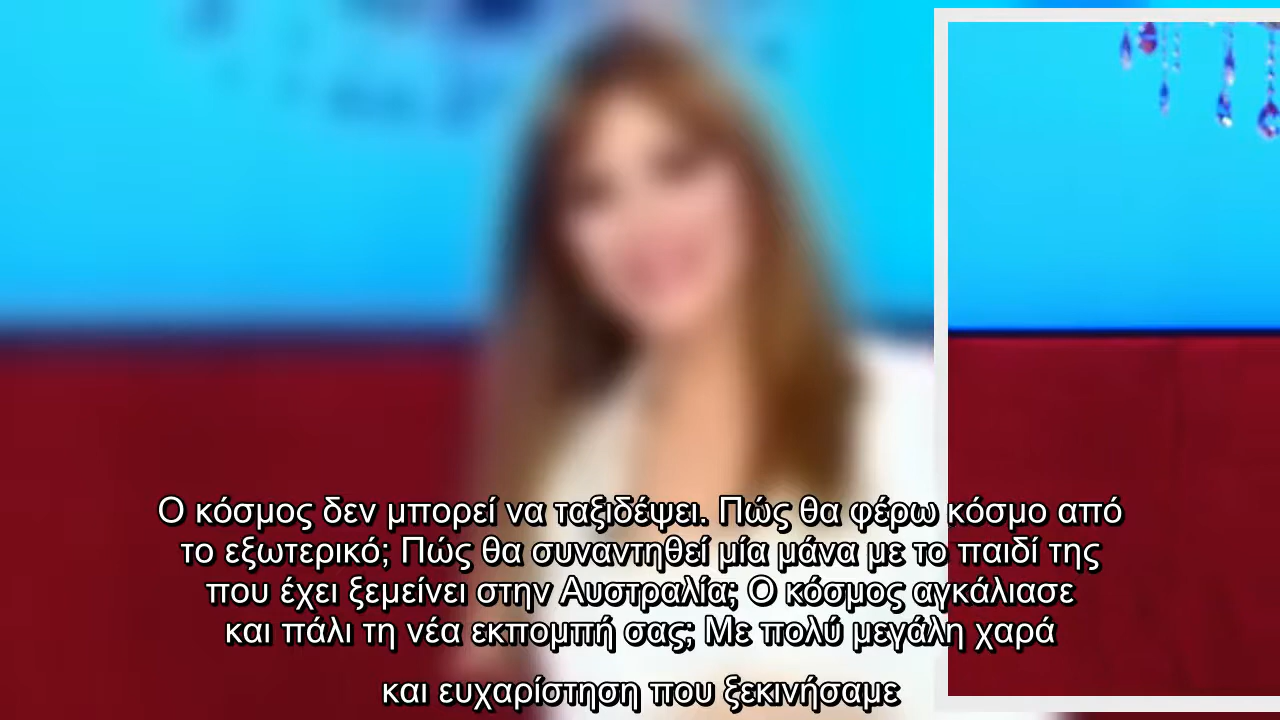 Ο κόσμος δεν μπορεί να ταξιδέψει. Πώς θα φέρω κόσμο από
το εξωτερικό; Πώς θα συναντηθεί μία μάνα με το παιδί της
που έχει ξεμείνει στην Αυστραλία; Ο κόσμος αγκάλιασε
και πάλι τη νέα εκπομπή σας; Με πολύ μεγάλη χαρά
και ευχαρίστηση που ξεκινήσαμε